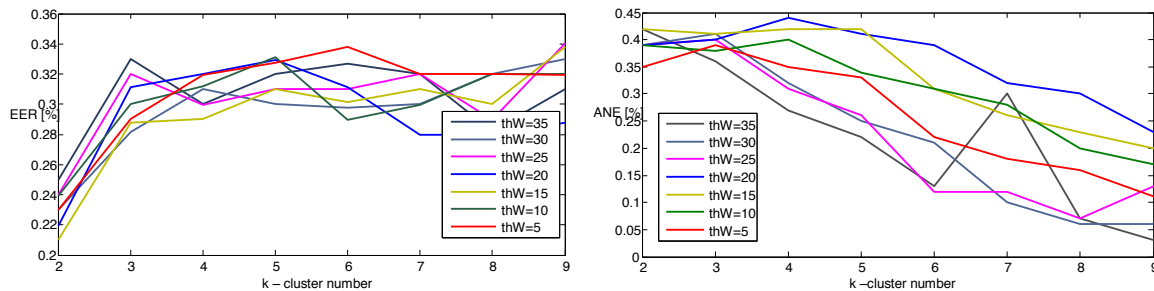 0.36
0.34
0.32
0.3
EER [%]
0.28
0.26
0.24
0.22
0.2
2 3 4 5 6 7 8 9
k – cluster number
thW=35
thW=30
thW=25
thW=20
thW=15
thW=10
thW=5
0.45
0.4
0.35
0.3
0.25
ANE [%]
0.2
0.15
0.1
0.05
0
2 3 4 5 6 7 8 9
k – cluster number
thW=35
thW=30
thW=25
thW=20
thW=15
thW=10
thW=5